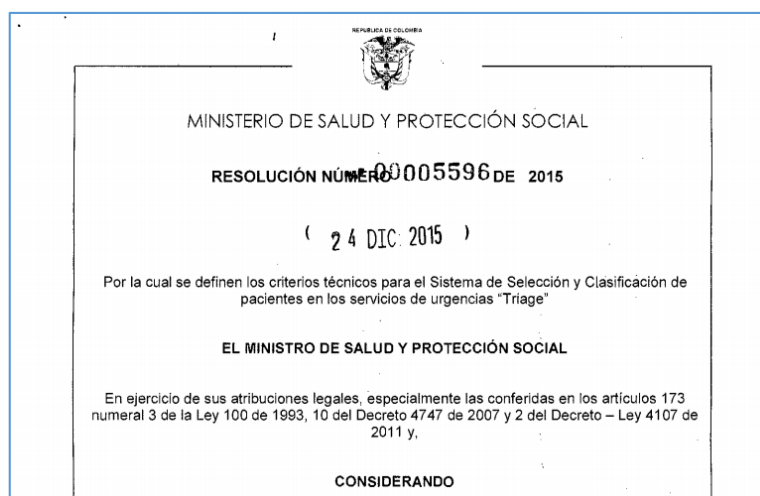 REPUBLICA DE COLOMBIA
MINISTERIO DE SALUD Y PROTECCIÓN SOCIAL
RESOLUCIÓN NÚMERO 00005596 DE 2015
( 24 DIC. 2015 )
Por la cual se definen los criterios técnicos para el Sistema de Selección y Clasificación de
pacientes en los servicios de urgencias “Triage”
EL MINISTRO DE SALUD Y PROTECCIÓN SOCIAL
En ejercicio de sus atribuciones legales, especialmente las conferidas en los artículos 173
numeral 3 de la Ley 100 de 1993, 10 del Decreto 4747 de 2007 y 2 del Decreto – Ley 4107 de
2011 y,
CONSIDERANDO